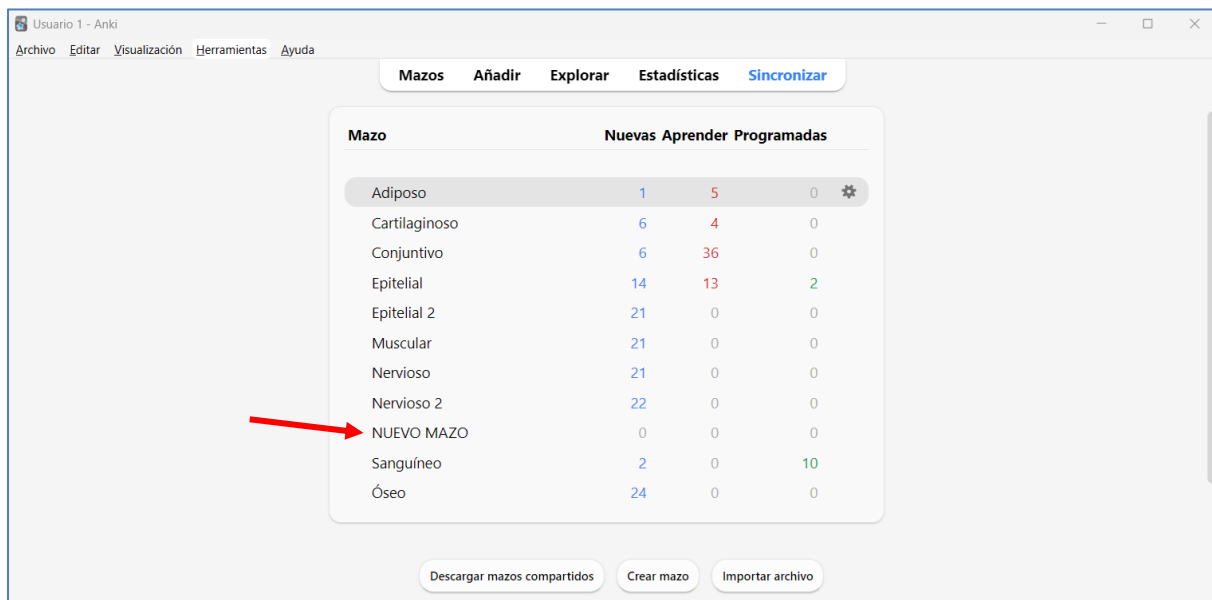 Usuario 1 - Anki
Archivo Editar Visualización Herramientas Ayuda
Mazos Añadir Explorar Estadísticas Sincronizar
Mazo Nuevas Aprender Programadas
Adiposo 1 5 0
Cartilaginoso 6 4 0
Conjuntivo 6 36 0
Epitelial 14 13 2
Epitelial 2 21 0 0
Muscular 21 0 0
Nervioso 21 0 0
Nervioso 2 22 0 0
NUEVO MAZO 0 0 0
Sanguíneo 2 0 10
Óseo 24 0 0
Descargar mazos compartidos Crear mazo Importar archivo